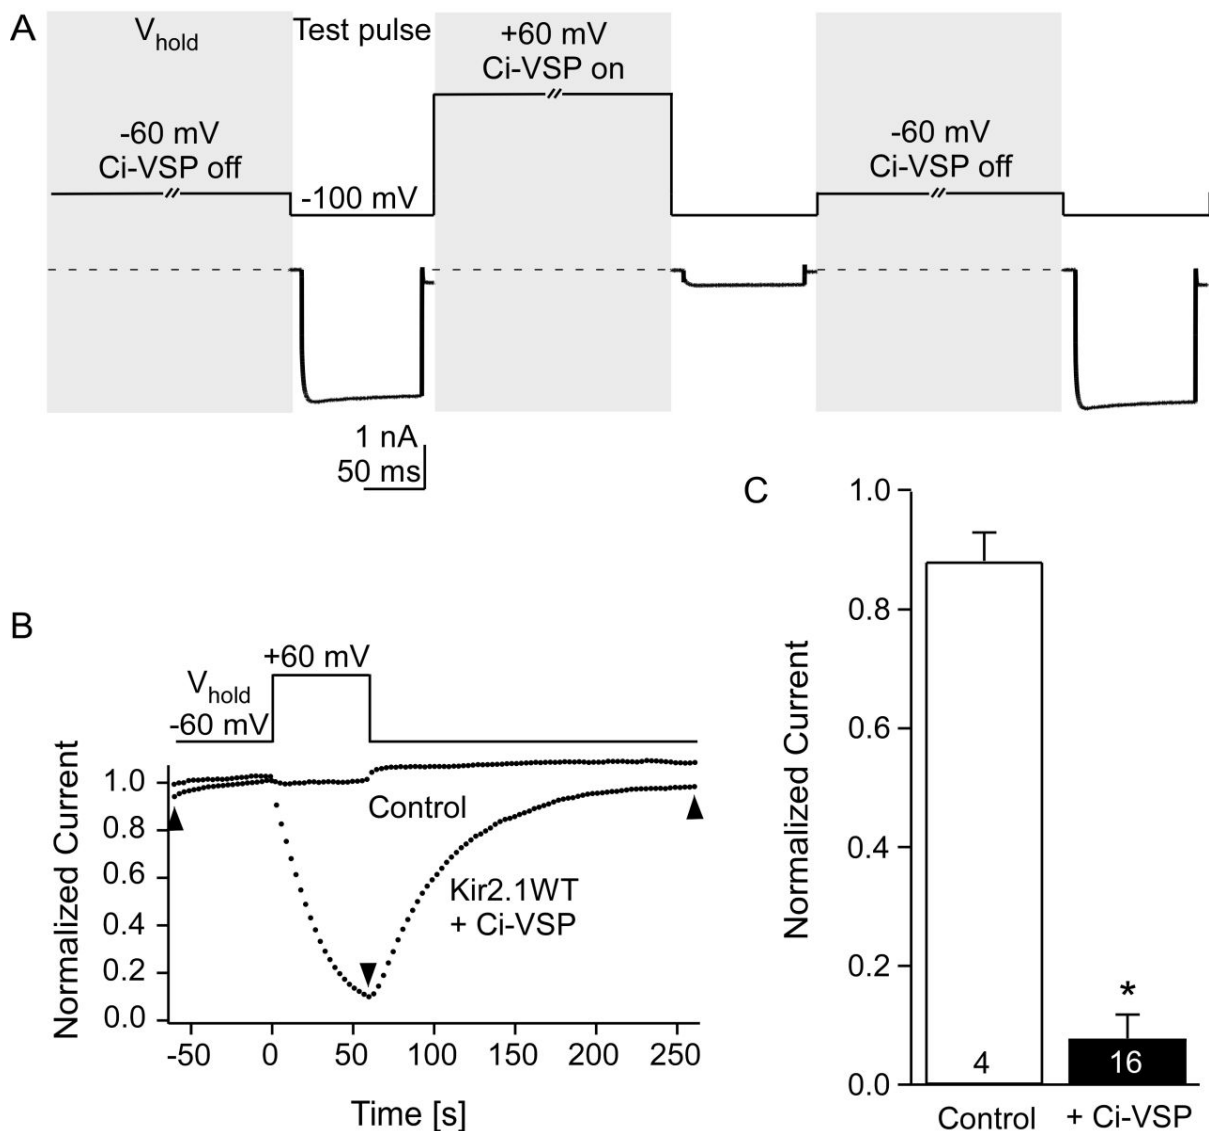 A
Vhold
Test pulse
+60 mV
Ci-VSP on
-60 mV
Ci-VSP off
-100 mV
-60 mV
Ci-VSP off
1 nA
50 ms
B
+60 mV
Vhold
-60 mV
Normalized Current
1.0
0.8
0.6
0.4
0.2
0.0
Control
Kir2.1WT
+ Ci-VSP
-50 0 50 100 150 200 250
Time [s]
C
Normalized Current
1.0
0.8
0.6
0.4
0.2
0.0
*
4
16
Control
+ Ci-VSP